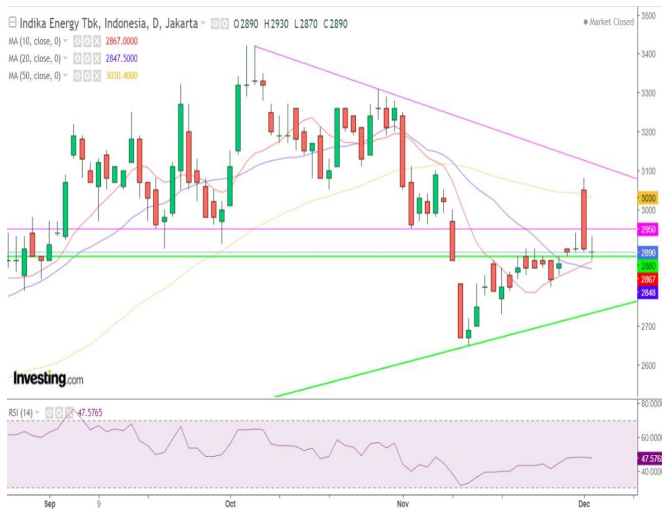 Indika Energy Tbk, Indonesia, D, Jakarta O2890 H2930 L2870 C2890
Market Closed
MA (10, close, 0) 2867.0000
MA (20, close, 0) 2847.5000
MA (50, close, 0) 3030.4000
3500
3400
3300
3200
3100
3030
3000
2950
2890
2880
2867
2848
2700
2600
Investing.com
RSI (14) 47.5765
80.0000
47.5765
40.0000
Sep 9 Oct Nov Dec